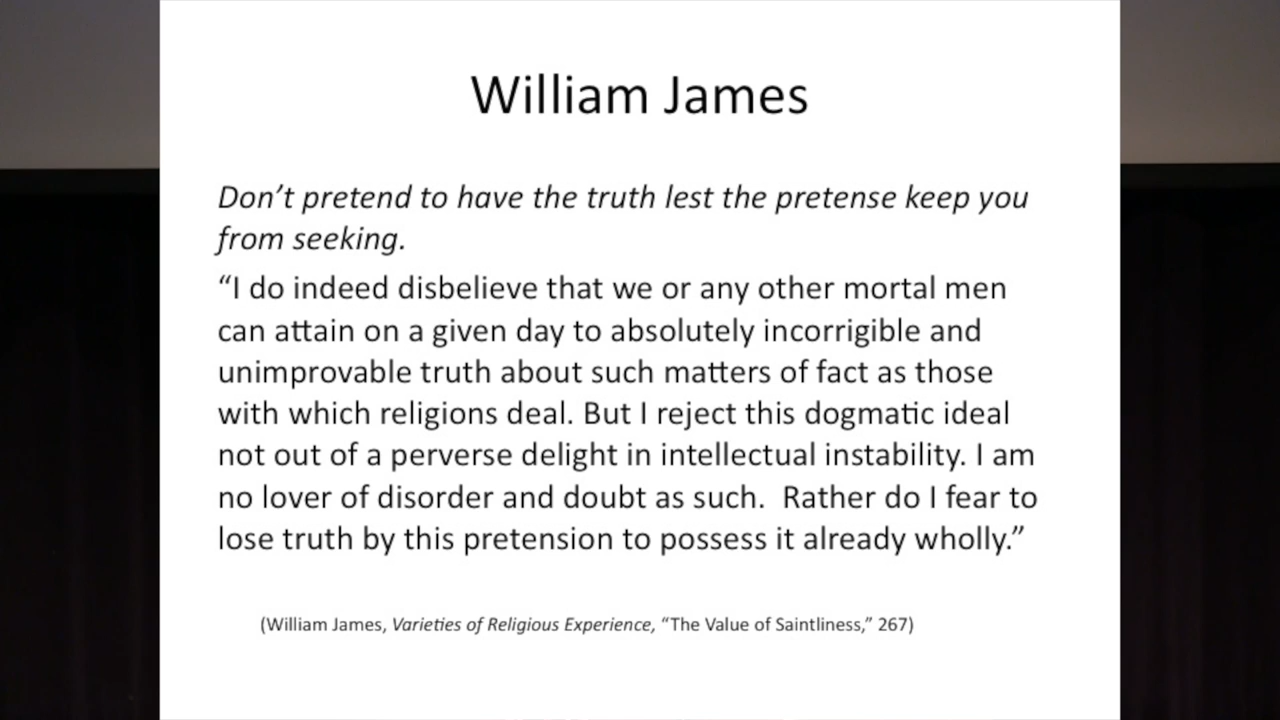 William James
Don’t pretend to have the truth lest the pretense keep you
from seeking.
“I do indeed disbelieve that we or any other mortal men
can attain on a given day to absolutely incorrigible and
unimprovable truth about such matters of fact as those
with which religions deal. But I reject this dogmatic ideal
not out of a perverse delight in intellectual instability. I am
no lover of disorder and doubt as such.  Rather do I fear to
lose truth by this pretension to possess it already wholly.”
(William James, Varieties of Religious Experience, “The Value of Saintliness,” 267)